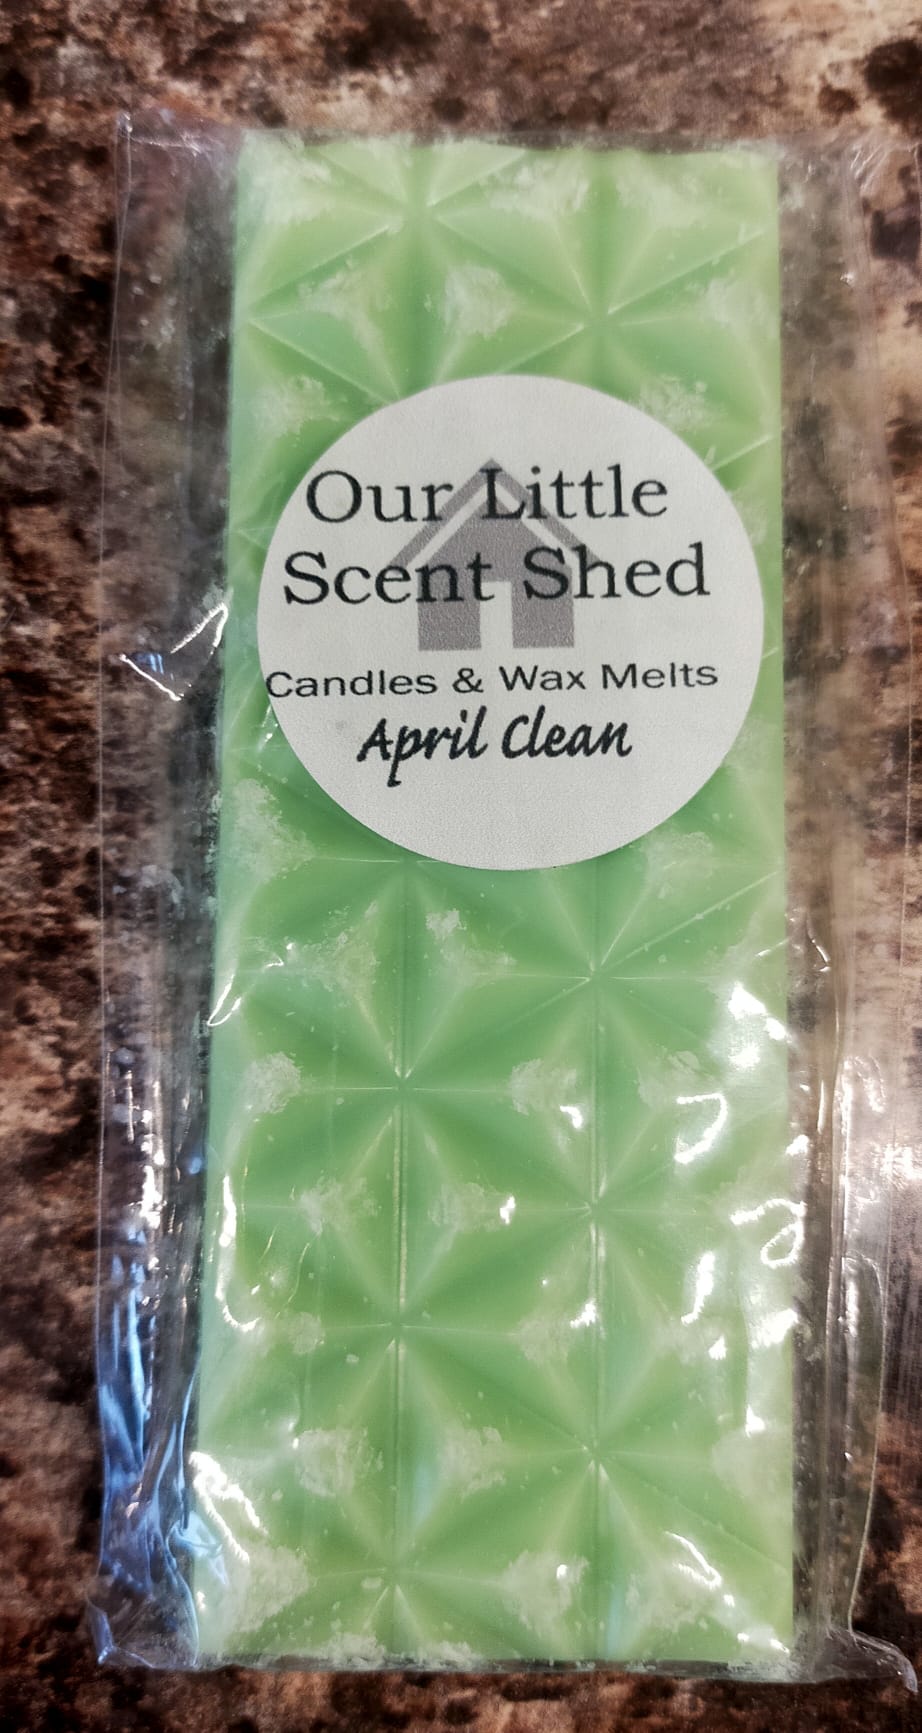 Our Little
Scent Shed
Candles & Wax Melts
April Clean